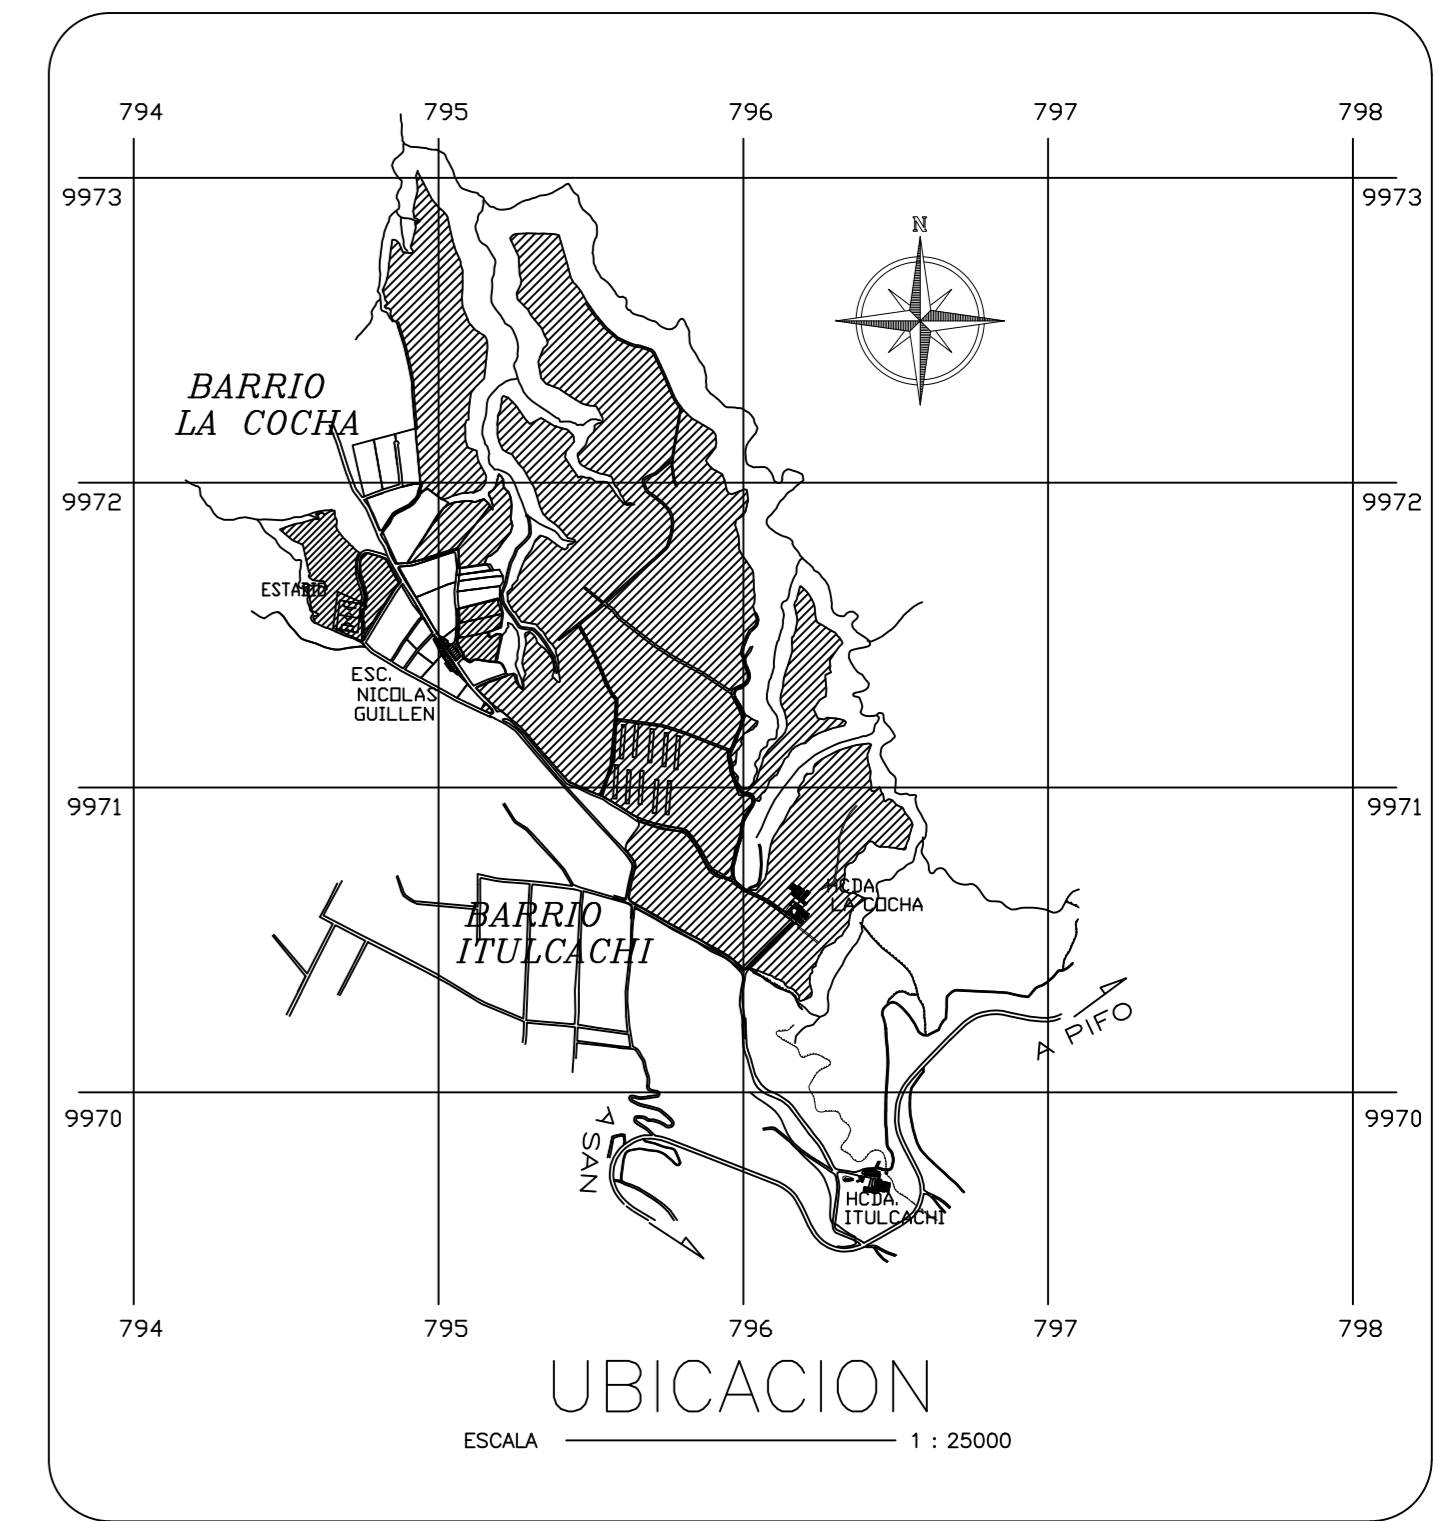 794 795 796 797 798
9973 9973
N
BARRIO
LA COCHA
9972 9972
ESTADIO
ESC.
NICOLAS
GUILLEN
9971 9971
HCDA.
LA COCHA
BARRIO
ITULCACHI
A PIFO
9970 9970
A SAN
HCDA.
ITULCACHI
794 795 796 797 798
UBICACION
ESCALA 1 : 25000